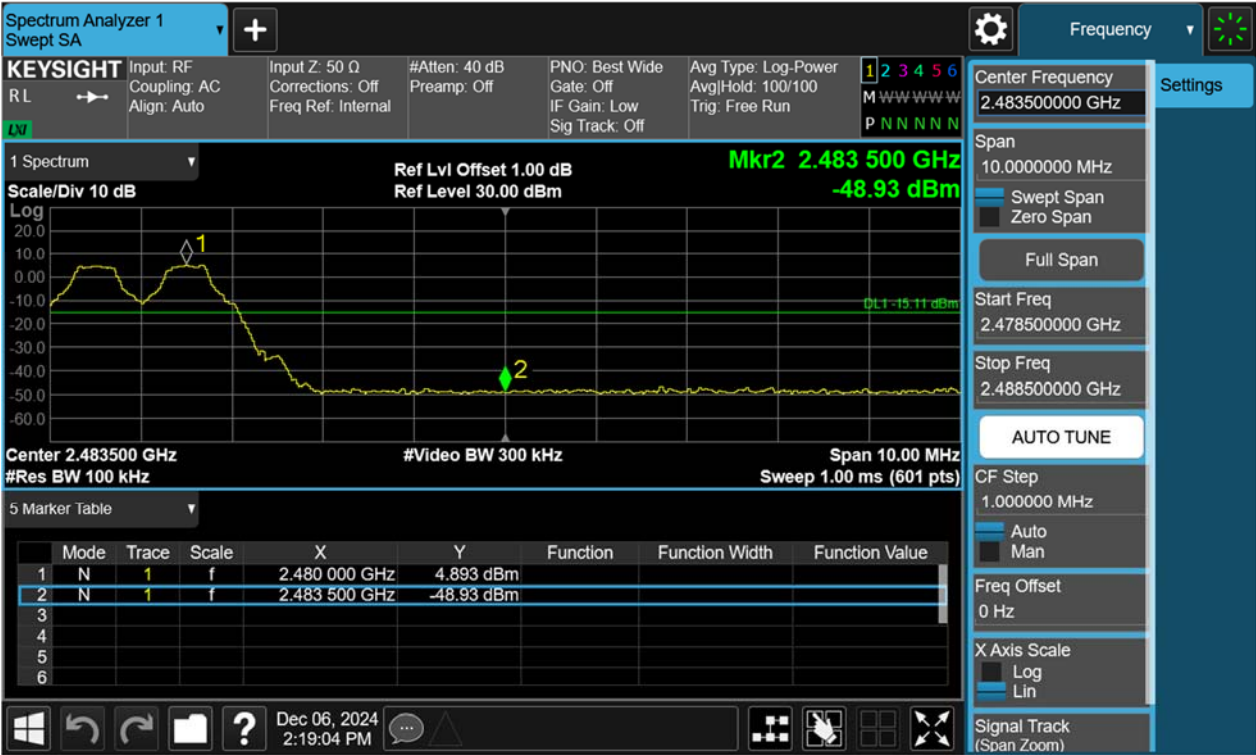 Spectrum Analyzer 1
Swept SA
+
Frequency
KEYSIGHT
R L
LXI
Input: RF
Coupling: AC
Align: Auto
Input Z: 50 Ω
Corrections: Off
Freq Ref: Internal
#Atten: 40 dB
Preamp: Off
PNO: Best Wide
Gate: Off
IF Gain: Low
Sig Track: Off
Avg Type: Log-Power
Avg|Hold: 100/100
Trig: Free Run
1 2 3 4 5 6
M W W W W W
P N N N N N
1 Spectrum
Scale/Div 10 dB
Ref Lvl Offset 1.00 dB
Ref Level 30.00 dBm
Mkr2 2.483 500 GHz
-48.93 dBm
Log
20.0
10.0
0.00
-10.0
-20.0
-30.0
-40.0
-50.0
-60.0
1
2
DL1 -15.11 dBm
Center 2.483500 GHz
#Res BW 100 kHz
#Video BW 300 kHz
Span 10.00 MHz
Sweep 1.00 ms (601 pts)
5 Marker Table
Mode Trace Scale X Y Function Function Width Function Value
1 N 1 f 2.480 000 GHz 4.893 dBm
2 N 1 f 2.483 500 GHz -48.93 dBm
3
4
5
6
?
Dec 06, 2024
2:19:04 PM
Center Frequency
2.483500000 GHz
Span
10.0000000 MHz
Swept Span
Zero Span
Full Span
Start Freq
2.478500000 GHz
Stop Freq
2.488500000 GHz
AUTO TUNE
CF Step
1.000000 MHz
Auto
Man
Freq Offset
0 Hz
X Axis Scale
Log
Lin
Signal Track
(Span Zoom)
Settings